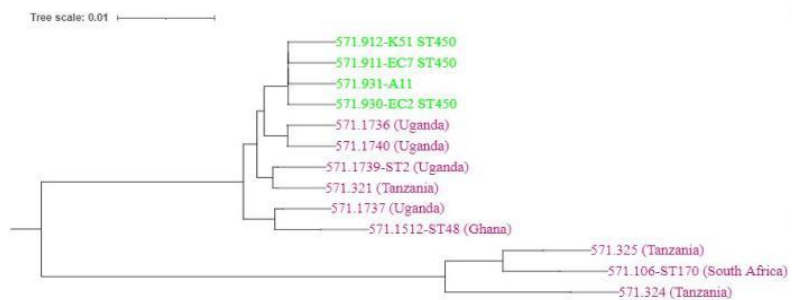 Tree scale: 0.01
571.912-K51 ST450
571.911-EC7 ST450
571.931-A11
571.930-EC2 ST450
571.1736 (Uganda)
571.1740 (Uganda)
571.1739-ST2 (Uganda)
571.321 (Tanzania)
571.1737 (Uganda)
571.1512-ST48 (Ghana)
571.325 (Tanzania)
571.106-ST170 (South Africa)
571.324 (Tanzania)